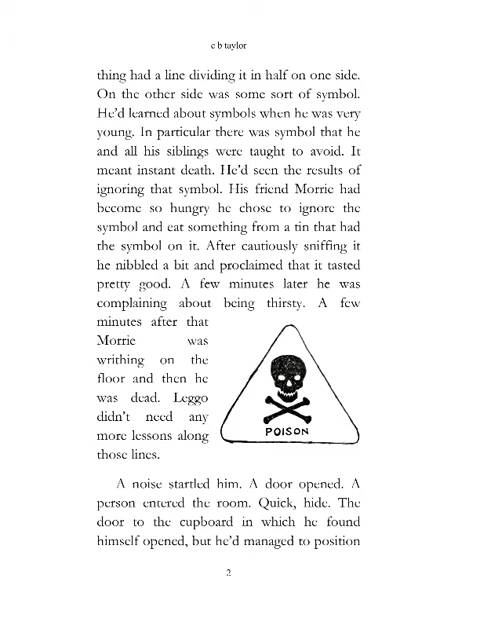 c b taylor
thing had a line dividing it in half on one side.
On the other side was some sort of symbol.
He'd learned about symbols when he was very
young. In particular there was symbol that he
and all his siblings were taught to avoid. It
meant instant death. He'd seen the results of
ignoring that symbol. His friend Morrie had
become so hungry he chose to ignore the
symbol and eat something from a tin that had
the symbol on it. After cautiously sniffing it
he nibbled a bit and proclaimed that it tasted
pretty good. A few minutes later he was
complaining about being thirsty. A few
minutes after that
Morrie was
writhing on the
floor and then he
was dead. Leggo
didn't need any
more lessons along
those lines.
POISON
A noise startled him. A door opened. A
person entered the room. Quick, hide. The
door to the cupboard in which he found
himself opened, but he'd managed to position
2